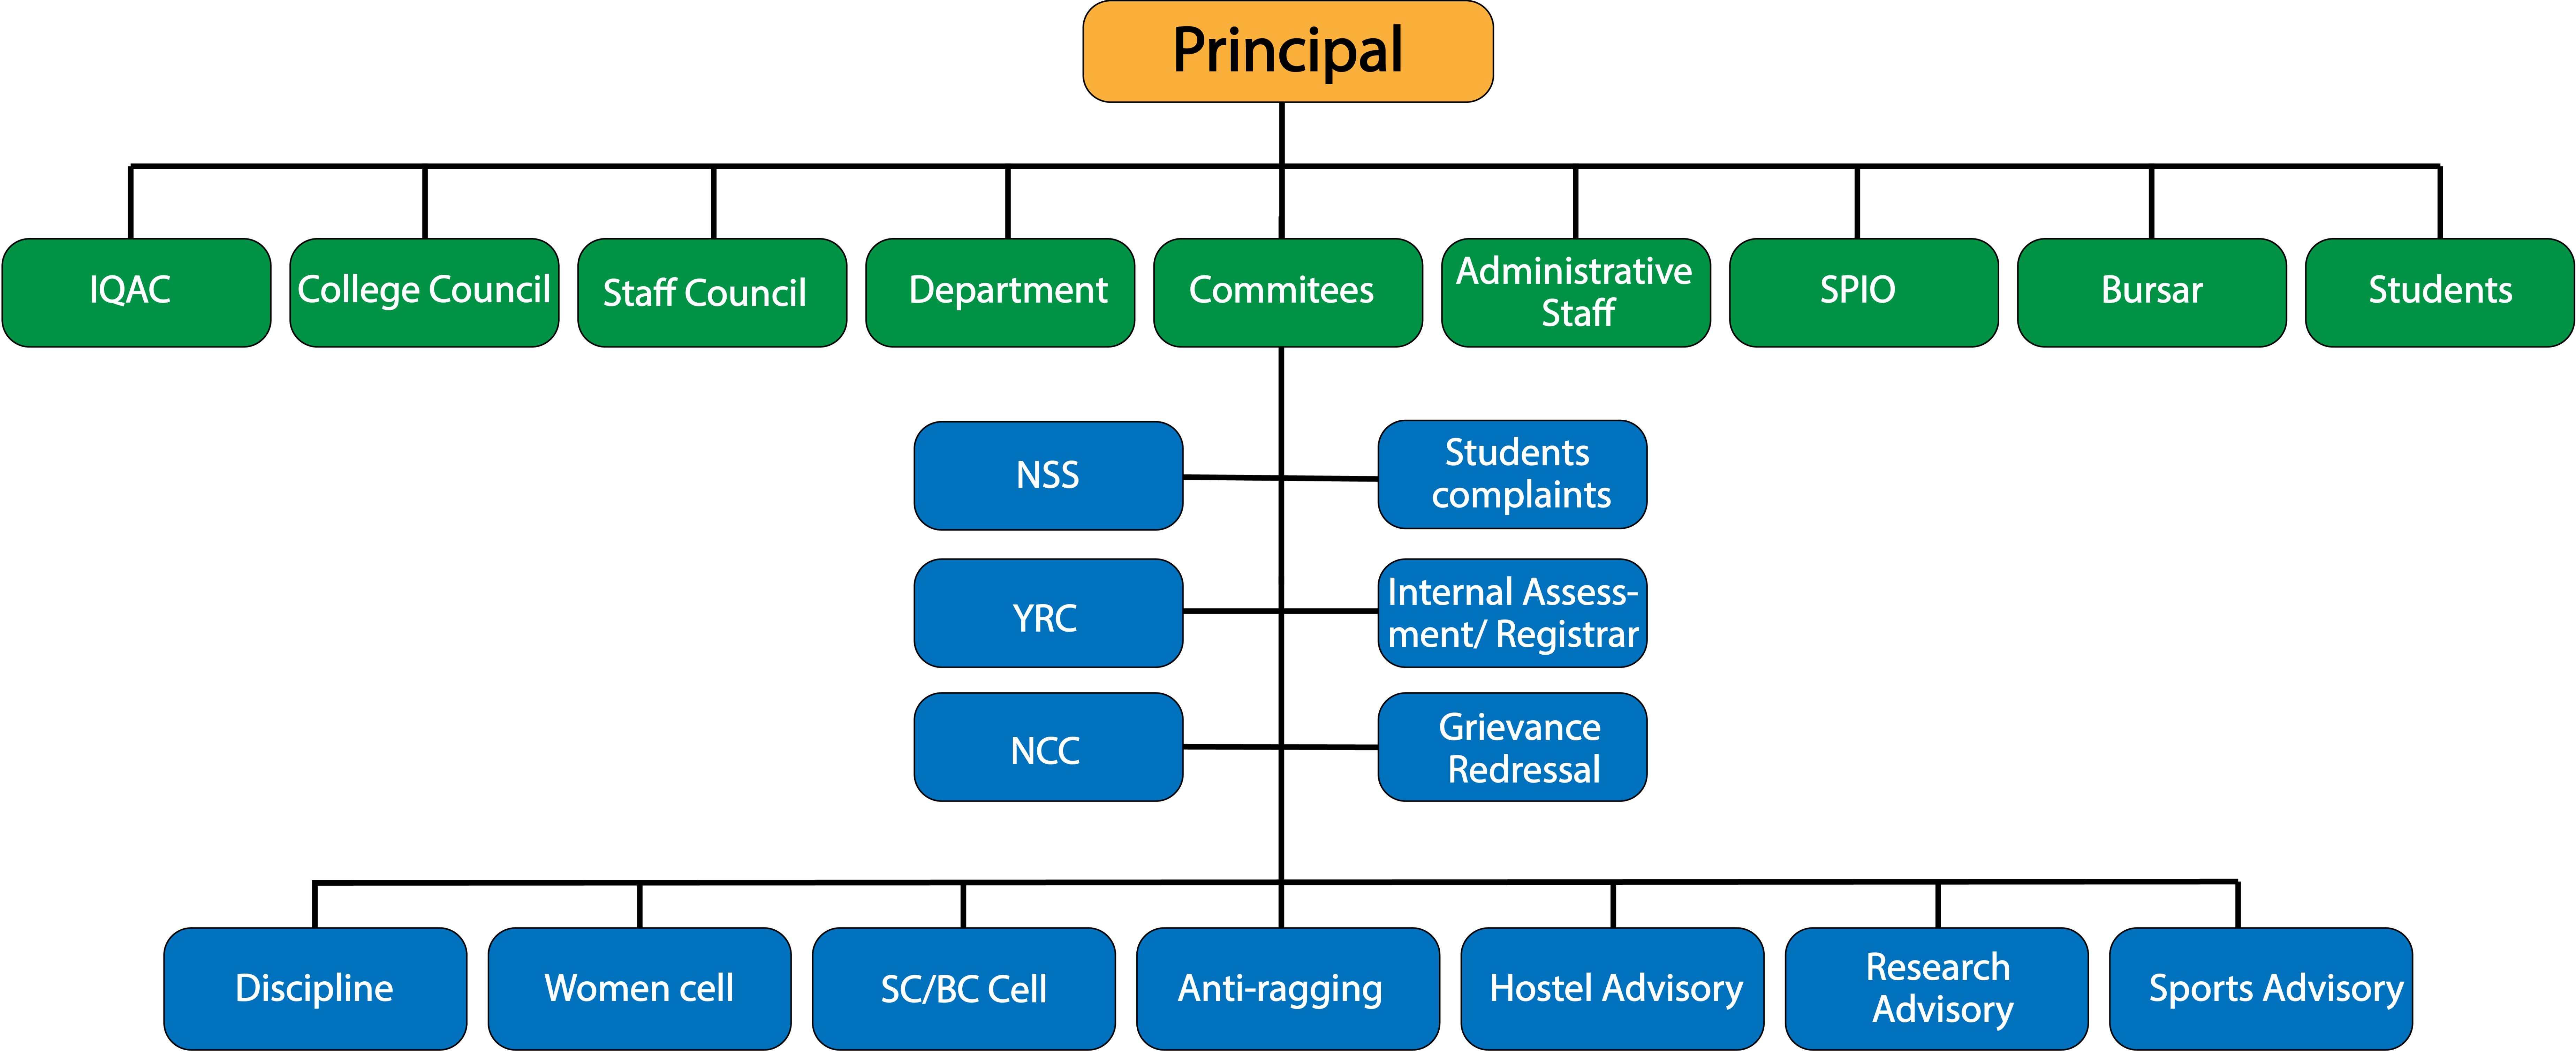 Principal
IQAC
College Council
Staff Council
Department
Commitees
Administrative
Staff
SPIO
Bursar
Students
NSS
Students
complaints
YRC
Internal Assess-
ment/ Registrar
NCC
Grievance
Redressal
Discipline
Women cell
SC/BC Cell
Anti-ragging
Hostel Advisory
Research
Advisory
Sports Advisory